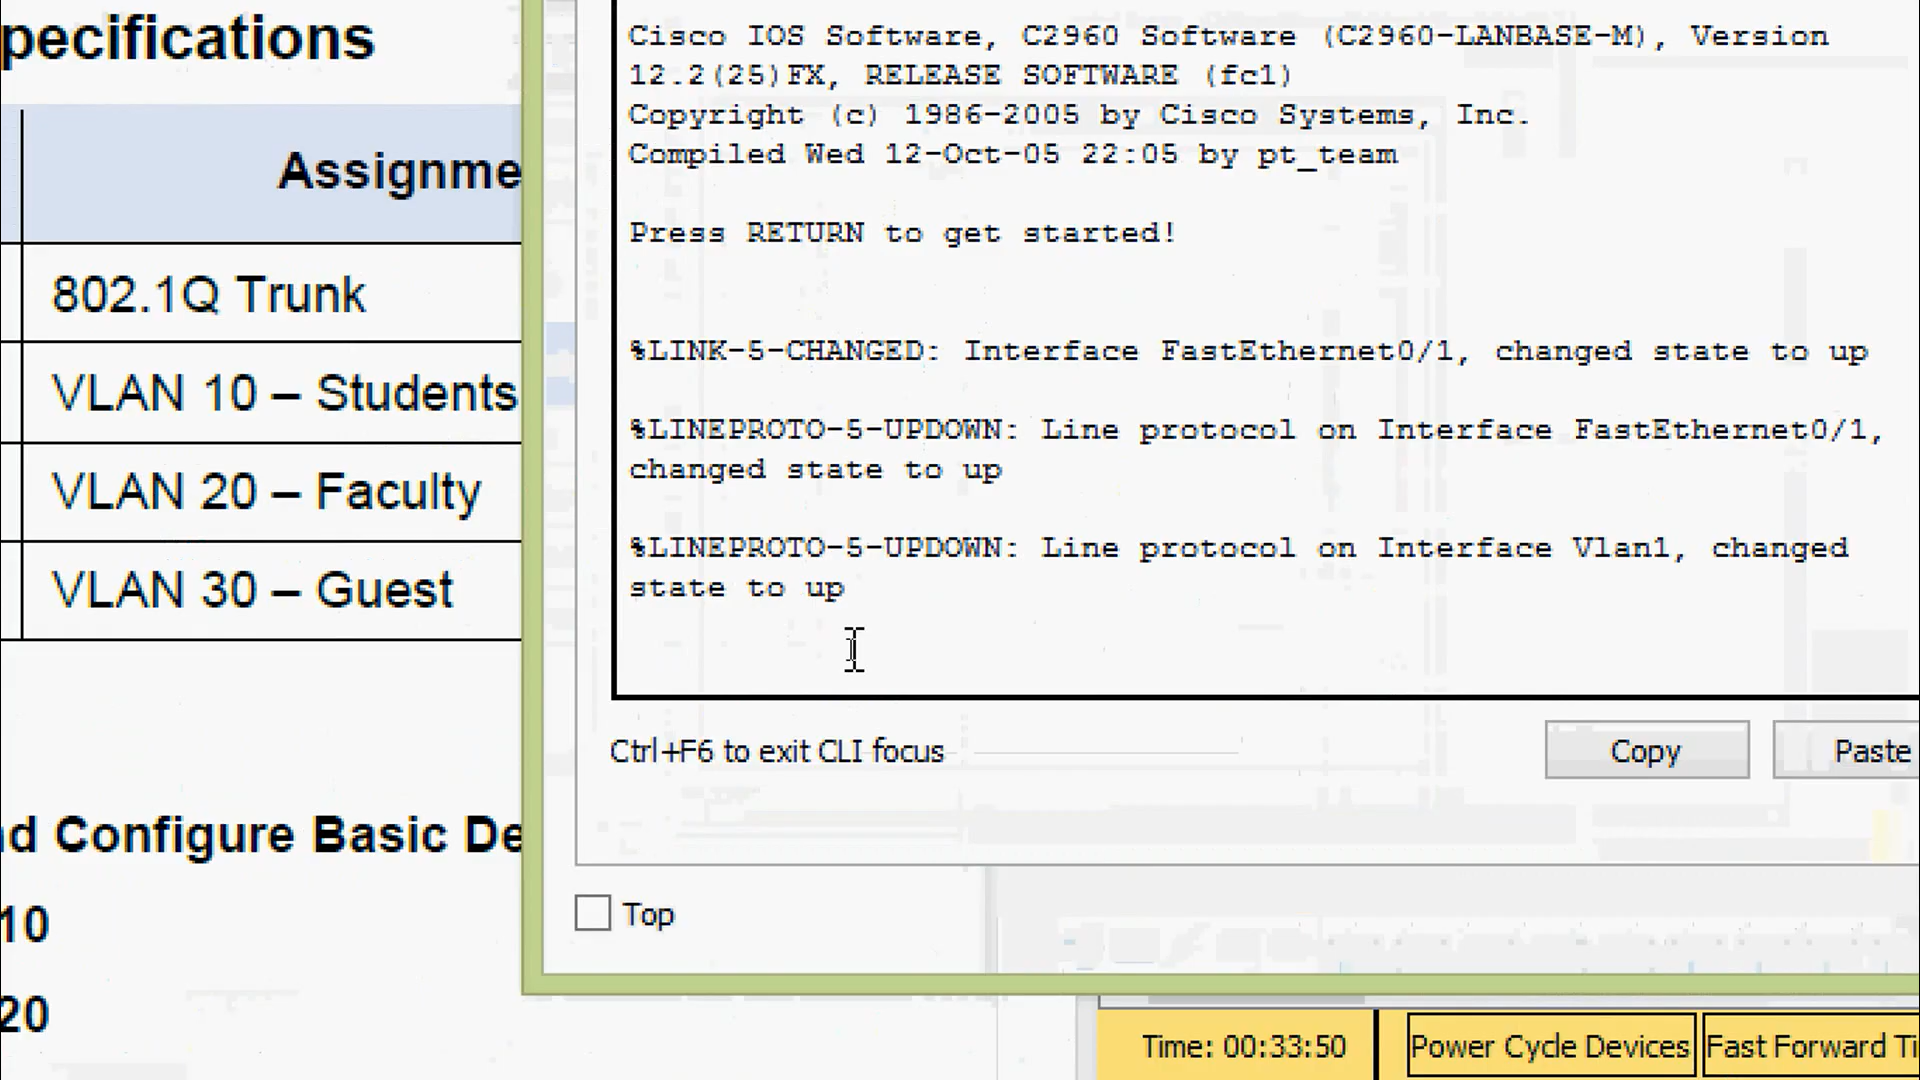 pecifications
Assignme
802.1Q Trunk
VLAN 10 – Students
VLAN 20 – Faculty
VLAN 30 – Guest
nd Configure Basic De
10
20
Cisco IOS Software, C2960 Software (C2960-LANBASE-M), Version
12.2(25)FX, RELEASE SOFTWARE (fc1)
Copyright (c) 1986-2005 by Cisco Systems, Inc.
Compiled Wed 12-Oct-05 22:05 by pt_team
Press RETURN to get started!
%LINK-5-CHANGED: Interface FastEthernet0/1, changed state to up
%LINEPROTO-5-UPDOWN: Line protocol on Interface FastEthernet0/1,
changed state to up
%LINEPROTO-5-UPDOWN: Line protocol on Interface Vlan1, changed
state to up
Ctrl+F6 to exit CLI focus
Copy
Paste
Top
Time: 00:33:50
Power Cycle Devices
Fast Forward Ti